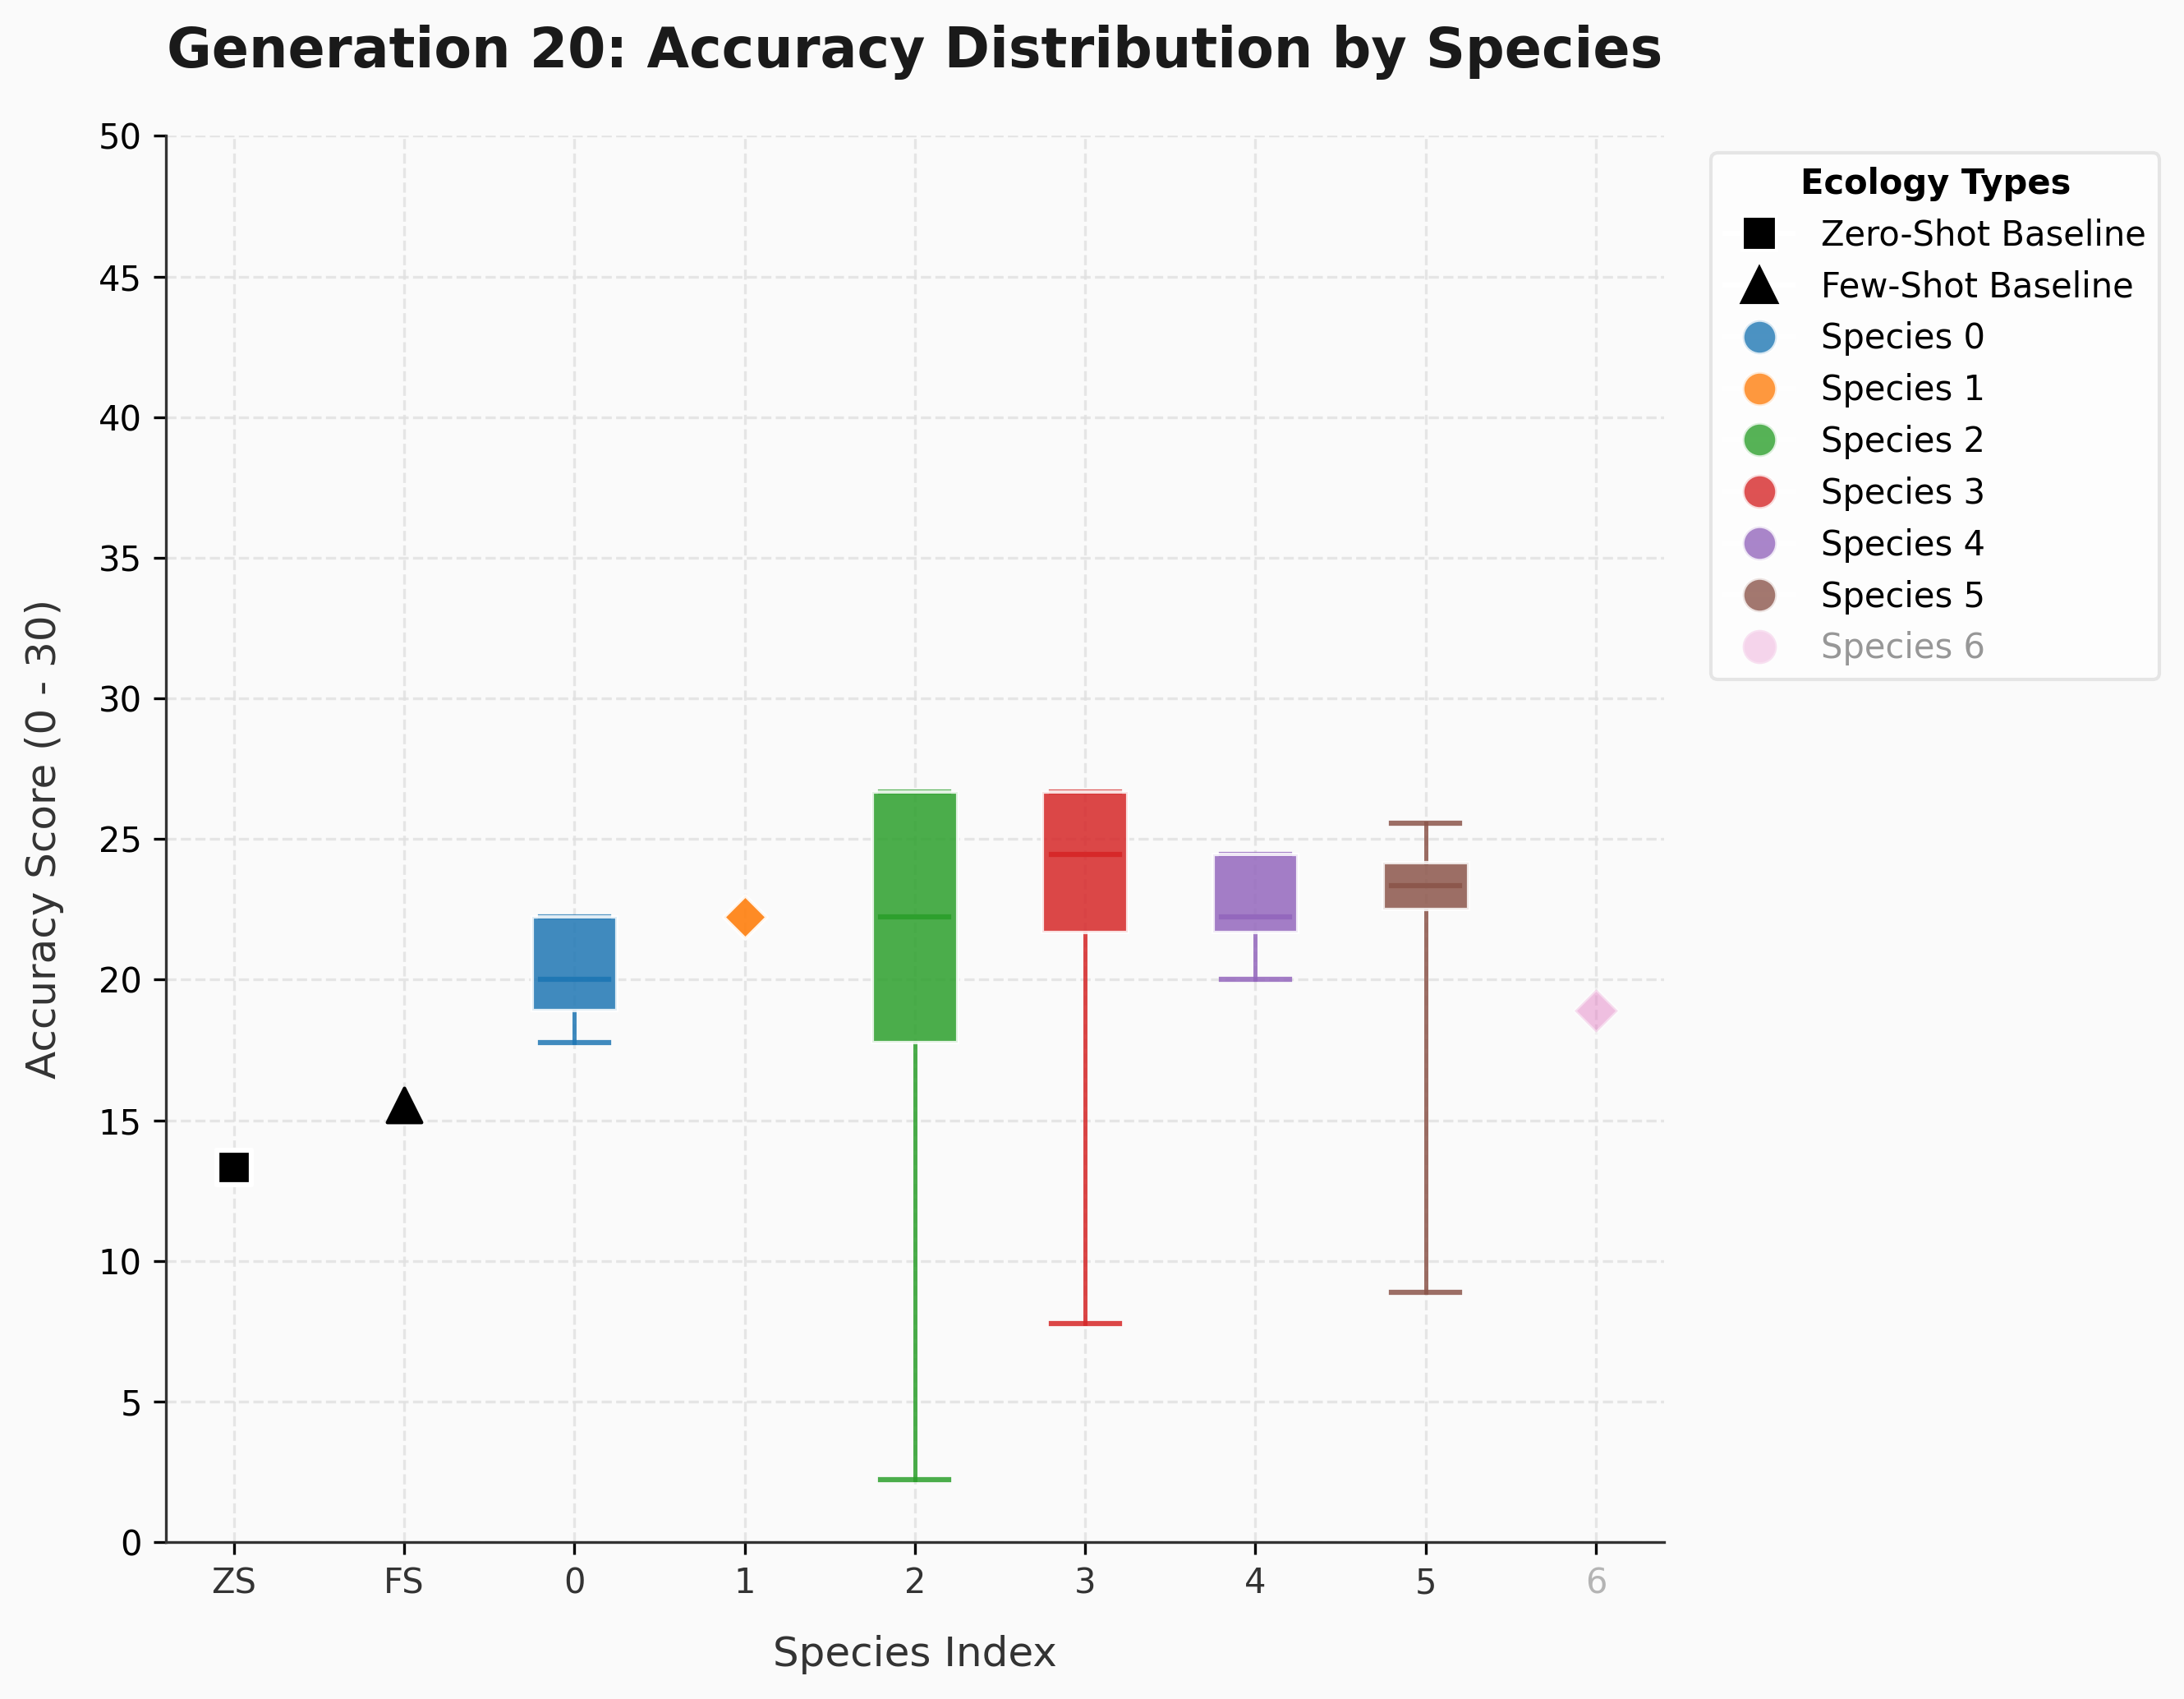 Generation 20: Accuracy Distribution by Species
50
45
40
35
30
25
20
15
10
5
0
Accuracy Score (0 - 30)
ZS FS 0 1 2 3 4 5 6
Species Index
Ecology Types
Zero-Shot Baseline
Few-Shot Baseline
Species 0
Species 1
Species 2
Species 3
Species 4
Species 5
Species 6